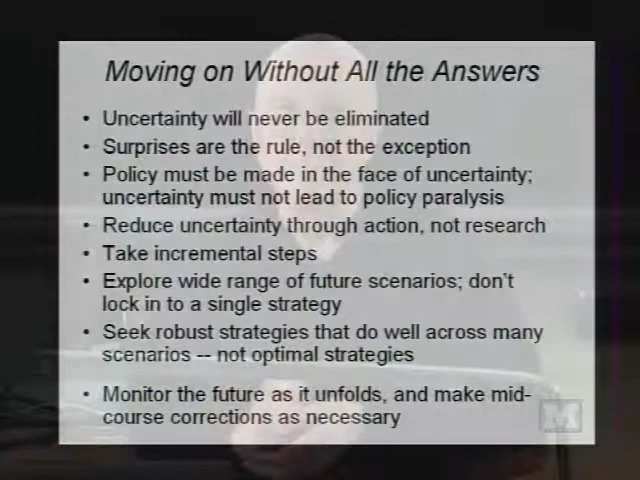 Moving on Without All the Answers
• Uncertainty will never be eliminated
• Surprises are the rule, not the exception
• Policy must be made in the face of uncertainty;
uncertainty must not lead to policy paralysis
• Reduce uncertainty through action, not research
• Take incremental steps
• Explore wide range of future scenarios; don't
lock in to a single strategy
• Seek robust strategies that do well across many
scenarios -- not optimal strategies
• Monitor the future as it unfolds, and make mid-
course corrections as necessary
M